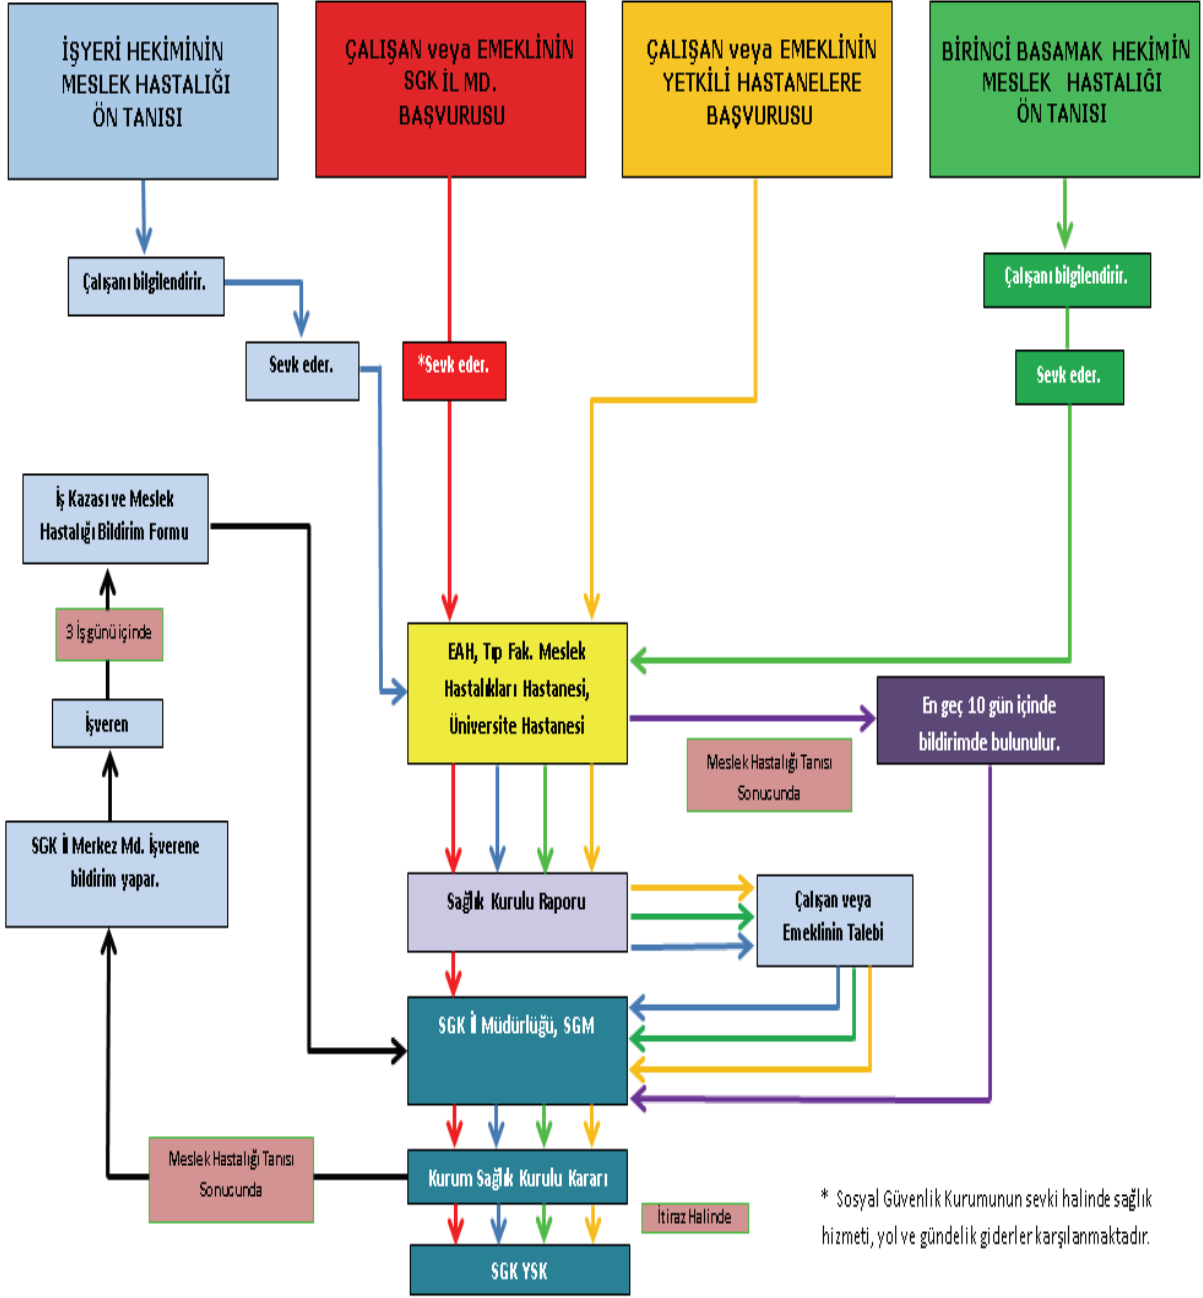 İŞYERİ HEKİMİNİN
MESLEK HASTALIĞI
ÖN TANISI
ÇALIŞAN veya EMEKLİNİN
SGK İL MD.
BAŞVURUSU
ÇALIŞAN veya EMEKLİNİN
YETKİLİ HASTANELERE
BAŞVURUSU
BİRİNCİ BASAMAK HEKİMİN
MESLEK HASTALIĞI
ÖN TANISI
Çalışanı bilgilendirir.
Çalışanı bilgilendirir.
Sevk eder.
*Sevk eder.
Sevk eder.
İş Kazası ve Meslek
Hastalığı Bildirim Formu
3 İş günü içinde
İşveren
SGK İl Merkez Md. İşverene
bildirim yapar.
EAH, Tıp Fak. Meslek
Hastalıkları Hastanesi,
Üniversite Hastanesi
En geç 10 gün içinde
bildirimde bulunulur.
Meslek Hastalığı Tanısı
Sonucunda
Sağlık Kurulu Raporu
Çalışan veya
Emeklinin Talebi
SGK İl Müdürlüğü, SGM
Meslek Hastalığı Tanısı
Sonucunda
Kurum Sağlık Kurulu Kararı
İtiraz Halinde
SGK YSK
* Sosyal Güvenlik Kurumunun sevki halinde sağlık
hizmeti, yol ve gündelik giderler karşılanmaktadır.